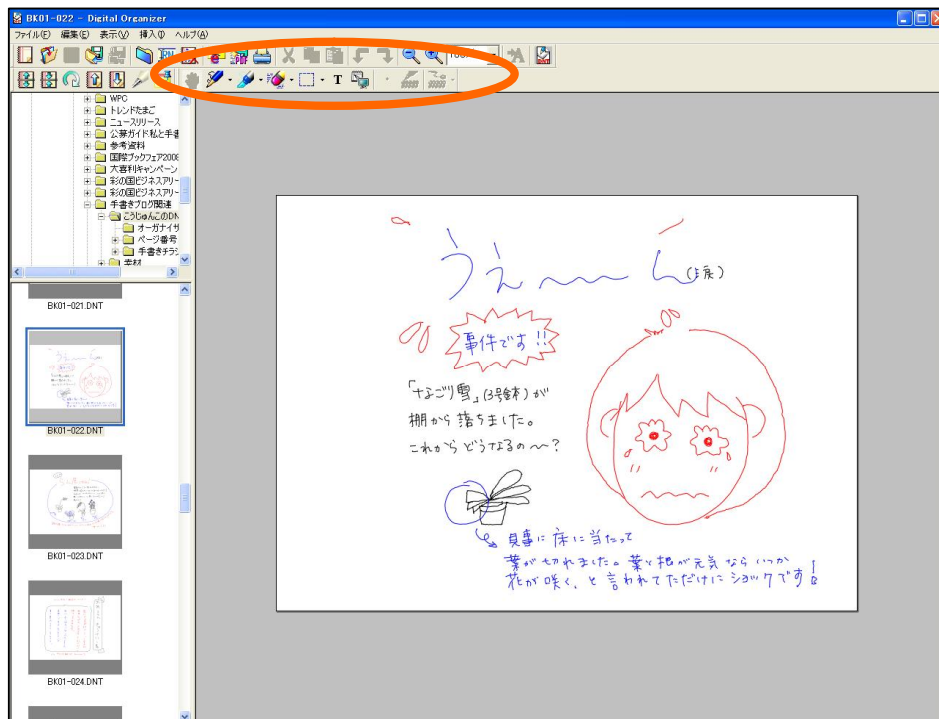 BK01-022 - Digital Organizer
ファイル(F) 編集(E) 表示(V) 挿入(I) ヘルプ(A)
T
WPC
トレンドたまご
ニュースリリース
公募ガイド私と手書
参考資料
国際ブックフェア2006
大喜利キャンペーン
彩の国ビジネスアリー
彩の国ビジネスアリー
手書きブログ関連
こうじゅんこのDN
オーガナイサ
ページ番号
手書きチラシ
素材
BK01-021.DNT
BK01-022.DNT
BK01-023.DNT
BK01-024.DNT
うえ〜〜ん(涙)
事件です!!
「なごり雪」(3号鉢)が
棚から落ちました。
これからどうなるの〜〜?
見事に床に当たって
葉が切れました。葉と根が元気ならいつか
花が咲く、と言われてただけにショックです!